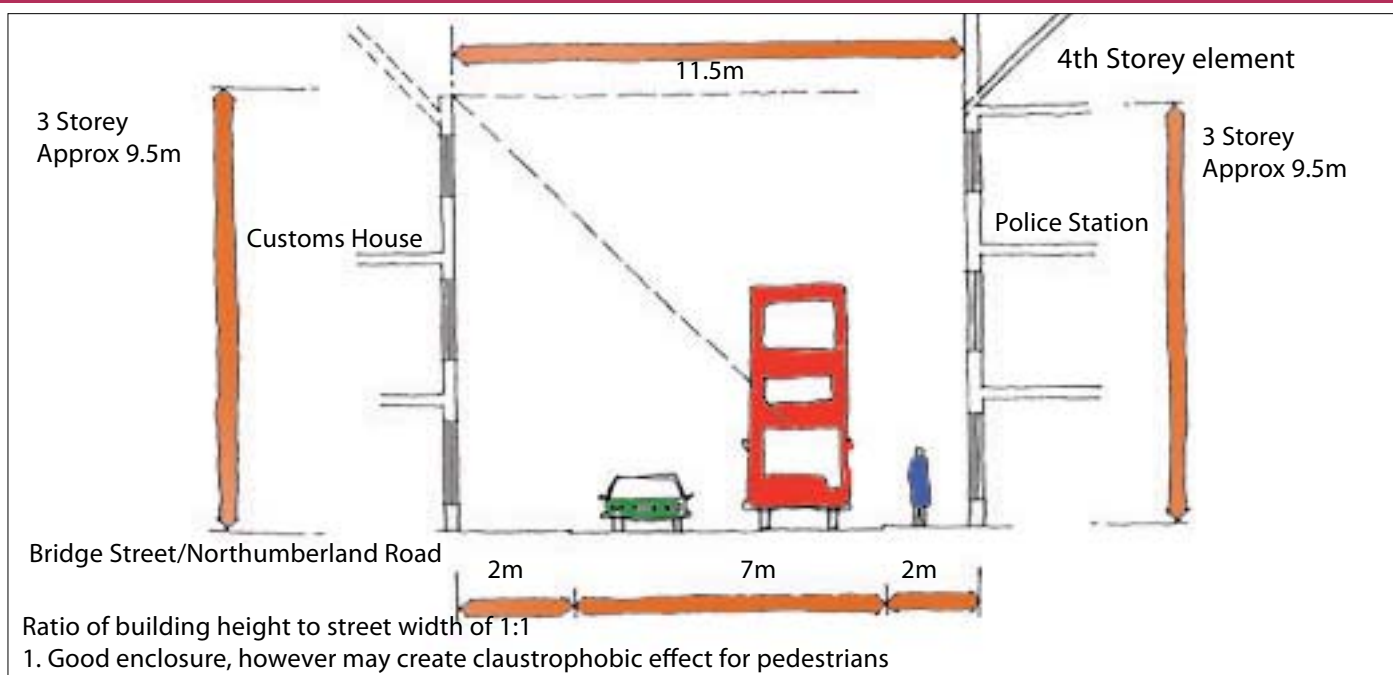 11.5m
4th Storey element
3 Storey
Approx 9.5m
3 Storey
Approx 9.5m
Customs House
Police Station
Bridge Street/Northumberland Road
2m
7m
2m
Ratio of building height to street width of 1:1
1. Good enclosure, however may create claustrophobic effect for pedestrians